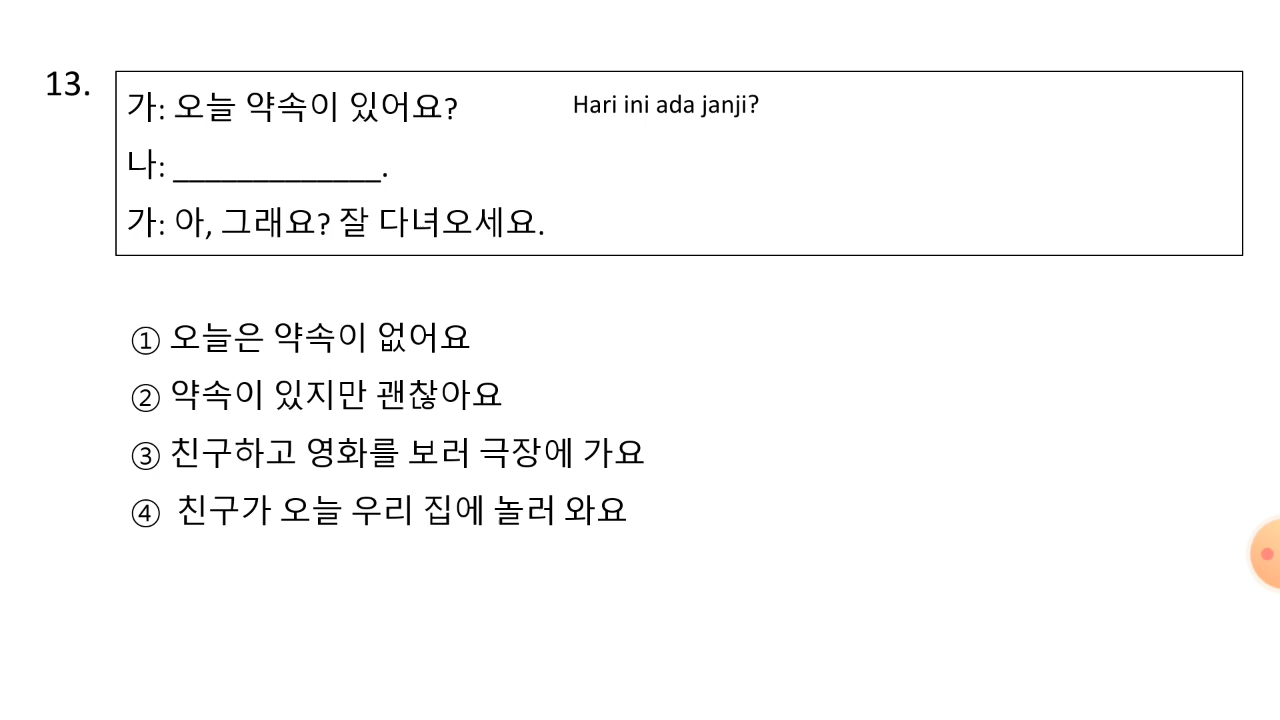 13.
가: 오늘 약속이 있어요? Hari ini ada janji?
나: _____________.
가: 아, 그래요? 잘 다녀오세요.
① 오늘은 약속이 없어요
② 약속이 있지만 괜찮아요
③ 친구하고 영화를 보러 극장에 가요
④ 친구가 오늘 우리 집에 놀러 와요